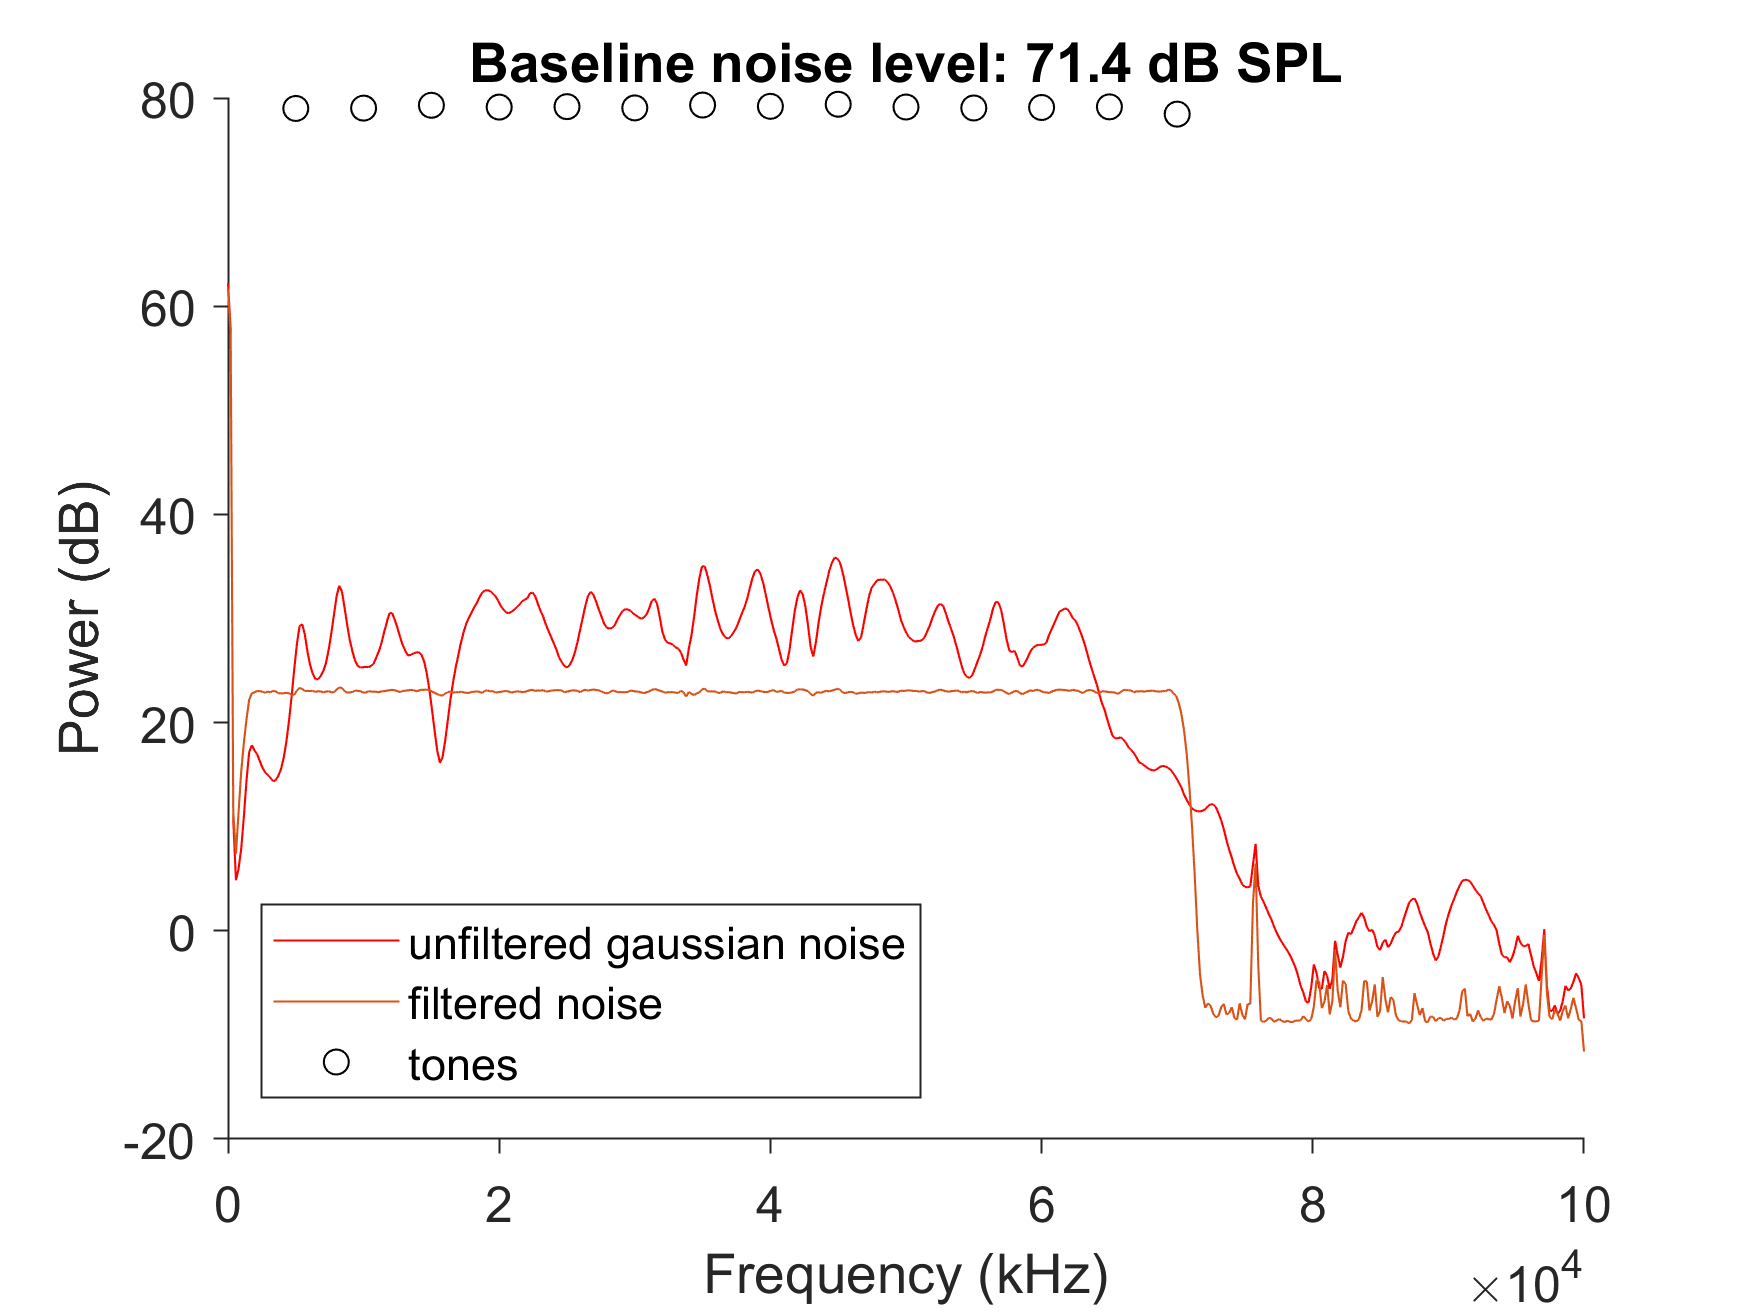 Baseline noise level: 71.4 dB SPL
80
60
40
20
0
-20
Power (dB)
unfiltered gaussian noise
filtered noise
tones
0 2 4 6 8 10
Frequency (kHz)
×10⁴